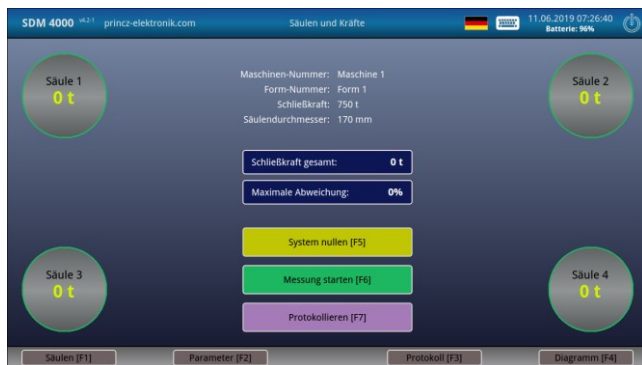 SDM 4000 v4.2-1 princz-elektronik.com Säulen und Kräfte 11.06.2019 07:26:40
Batterie: 96%
Säule 1
0 t
Säule 2
0 t
Maschinen-Nummer: Maschine 1
Form-Nummer: Form 1
Schließkraft: 750 t
Säulendurchmesser: 170 mm
Schließkraft gesamt: 0 t
Maximale Abweichung: 0%
System nullen [F5]
Messung starten [F6]
Protokollieren [F7]
Säule 3
0 t
Säule 4
0 t
Säulen [F1] Parameter [F2] Protokoll [F3] Diagramm [F4]